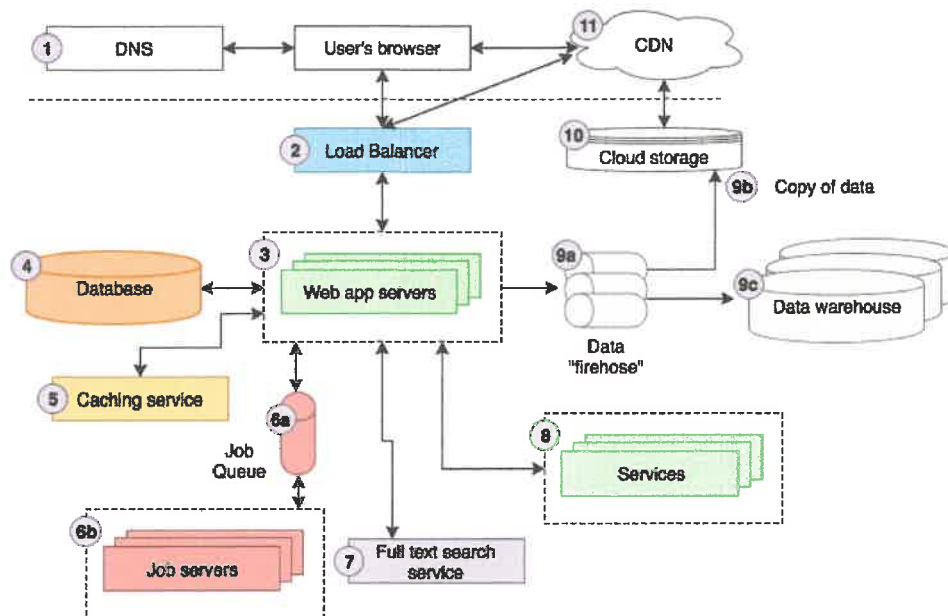 1
DNS
User's browser
11
CDN
2
Load Balancer
10
Cloud storage
9b
Copy of data
4
Database
3
Web app servers
9a
Data
"firehose"
9c
Data warehouse
5
Caching service
6a
Job
Queue
8
Services
6b
Job servers
7
Full text search
service